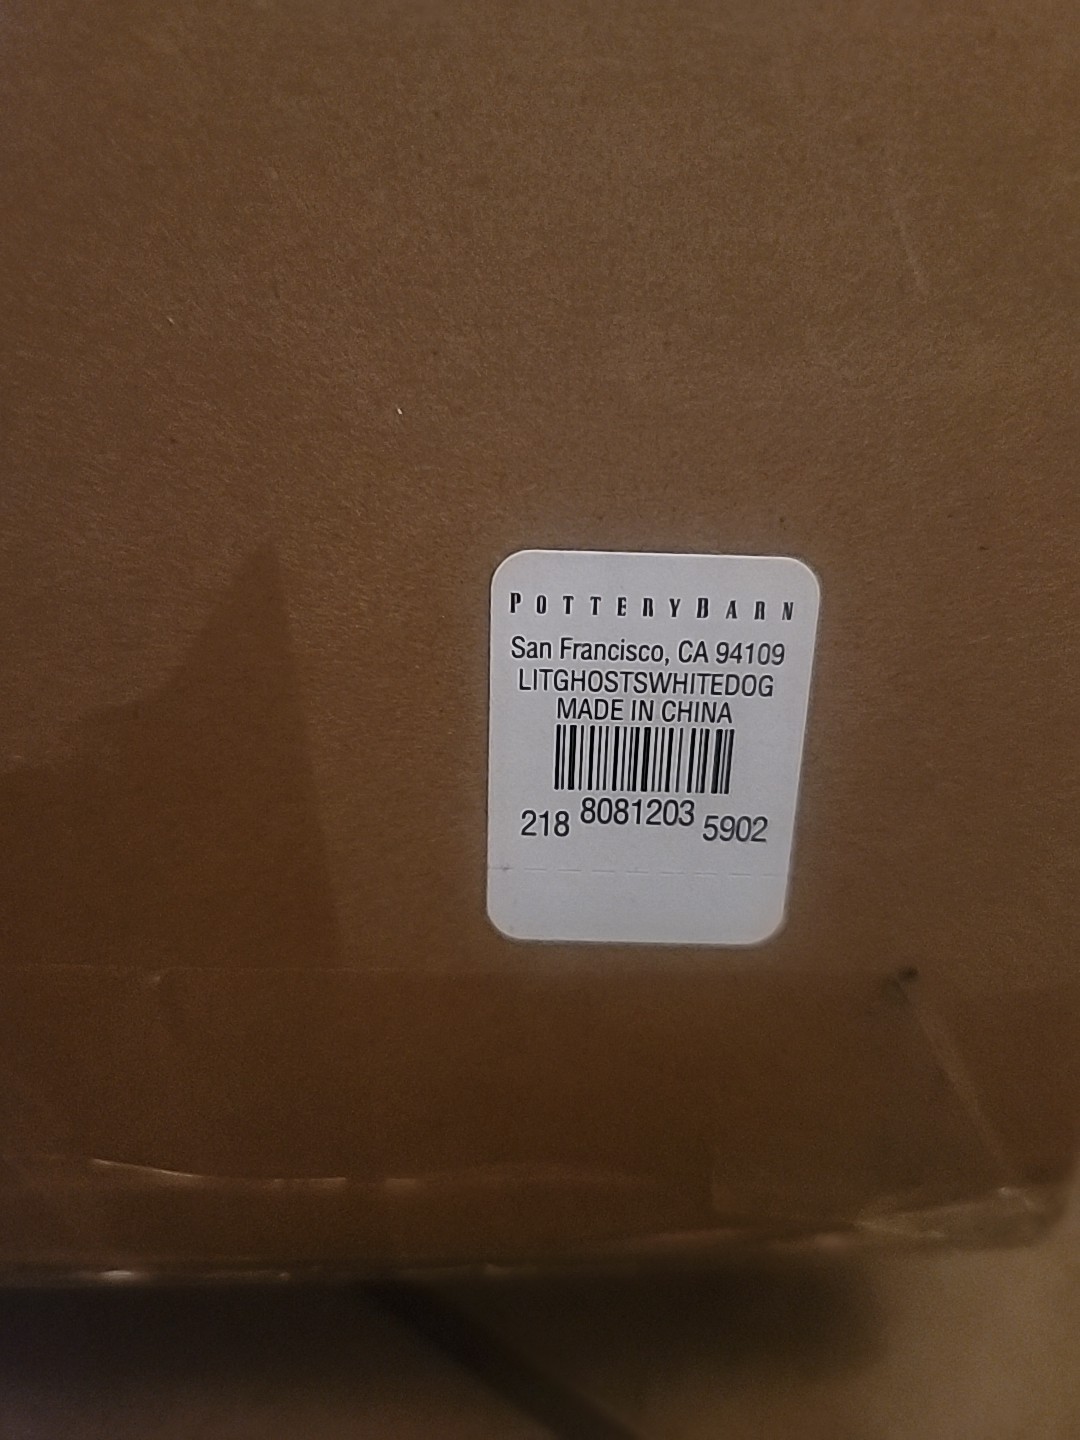 POTTERYBARN
San Francisco, CA 94109
LITGHOSTSWHITEDOG
MADE IN CHINA
218 8081203 5902